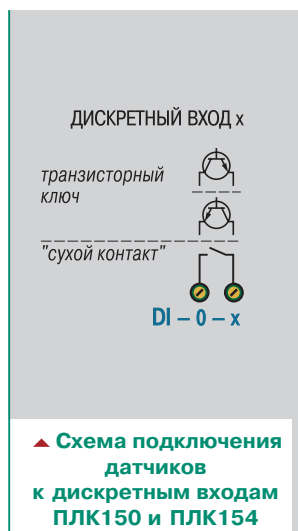 ДИСКРЕТНЫЙ ВХОД x
транзисторный
ключ
"сухой контакт"
DI – 0 – x
Схема подключения
датчиков
к дискретным входам
ПЛК150 и ПЛК154